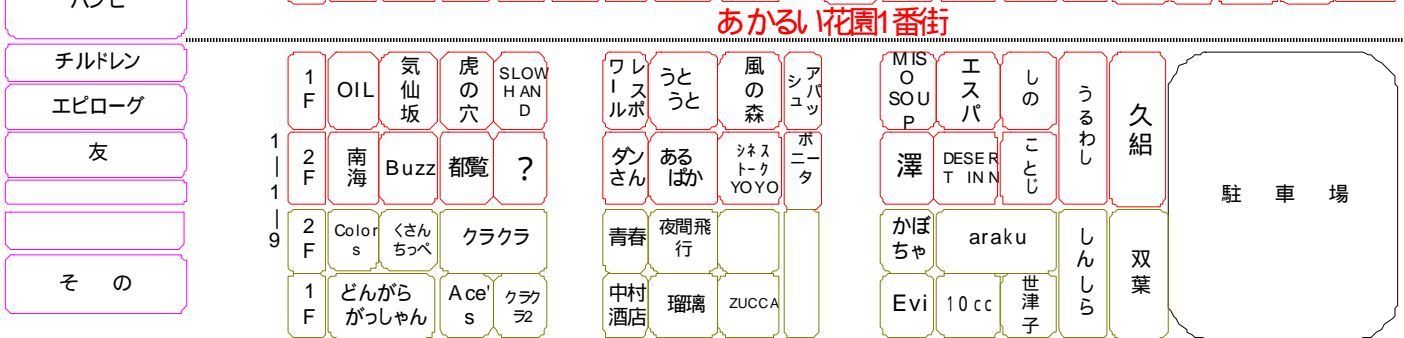 あかるい花園1番街
チルドレン
エピローグ
友
そ の
1|1|9
1F
OIL
気仙坂
虎の穴
SLOW HAND
2F
南海
Buzz
都覧
?
2F
Colors
くさんちっぺ
クラクラ
1F
どんがらがっしゃん
Ace's
クラクラ2
ワールレスポ
うとうと
風の森
アパッシュ
ダンさん
あるぱか
シネストーク YOYO
ボニータ
青春
夜間飛行
中村酒店
瑠璃
ZUCCA
MISO SOUP
エスパ
しの
うるわし
久絽
澤
DESERT INN
ことじ
かぼちゃ
araku
しんしら
双葉
Evi
10cc
世津子
駐 車 場